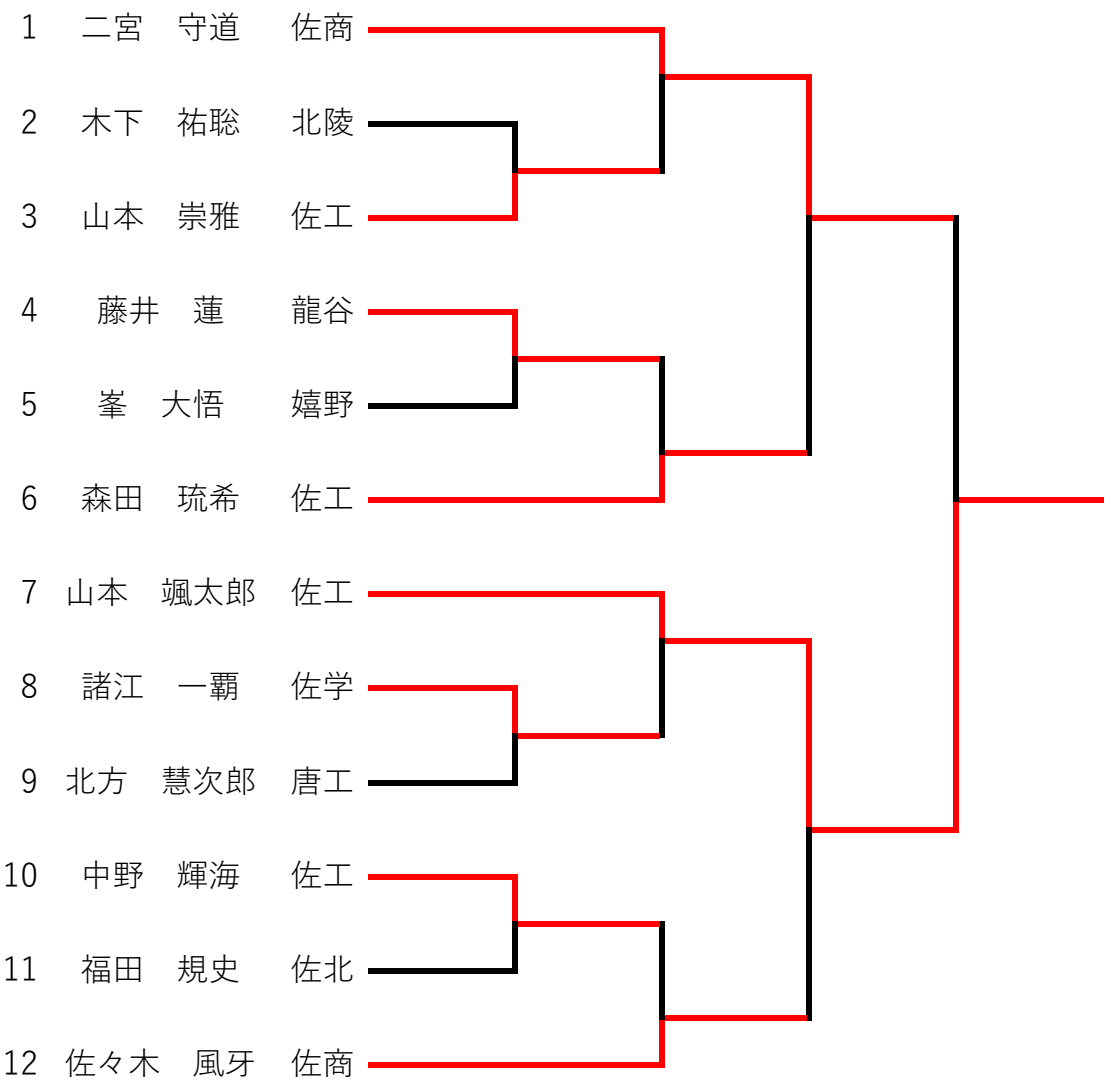 1 二宮　守道 佐商
2 木下　祐聡 北陵
3 山本　崇雅 佐工
4 藤井　蓮 龍谷
5 峯　大悟 嬉野
6 森田　琉希 佐工
7 山本　颯太郎 佐工
8 諸江　一覇 佐学
9 北方　慧次郎 唐工
10 中野　輝海 佐工
11 福田　規史 佐北
12 佐々木　風牙 佐商